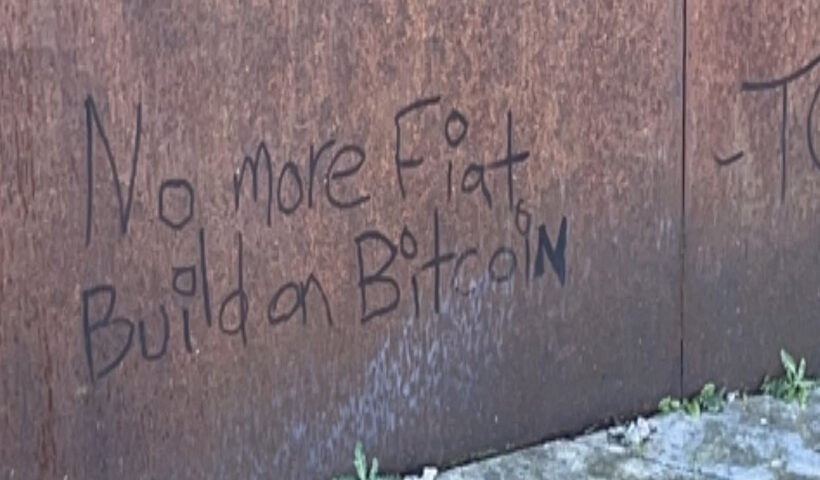 No more Fiat
Build on BitcoiN